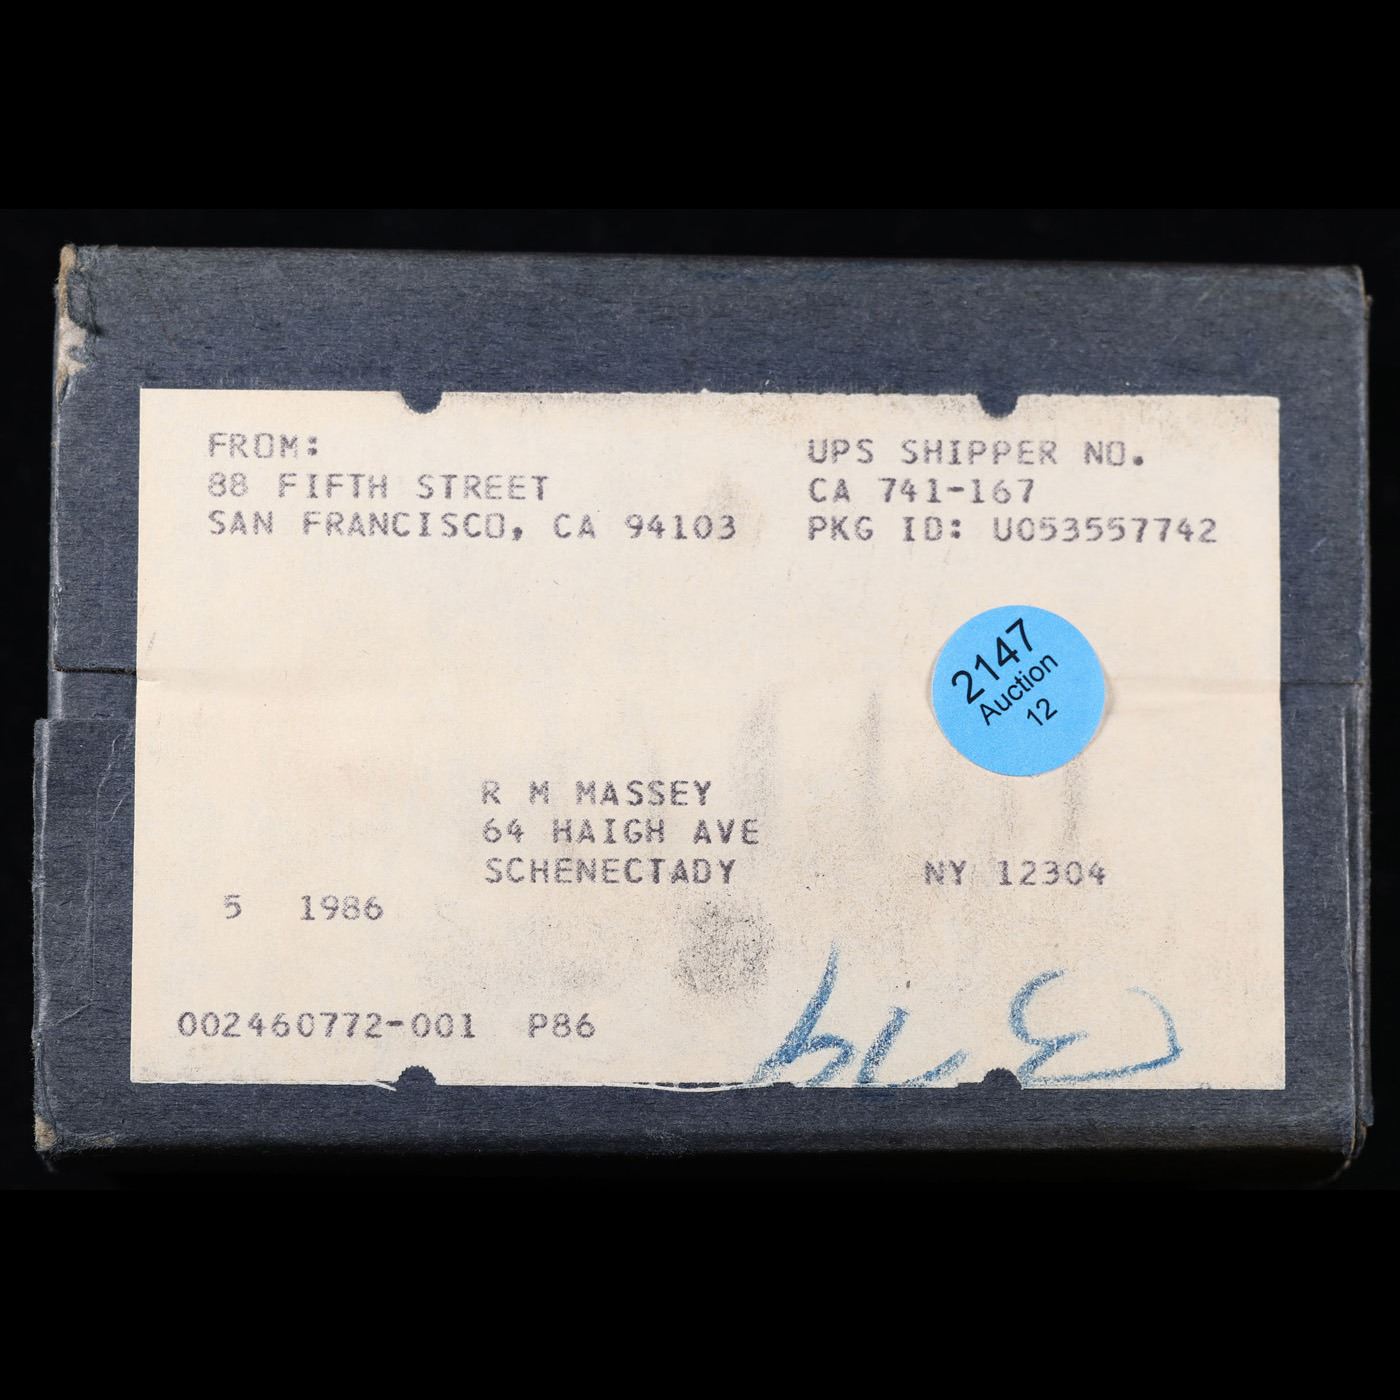 FROM:
88 FIFTH STREET
SAN FRANCISCO, CA 94103
UPS SHIPPER NO.
CA 741-167
PKG ID: U053557742
2147
Auction
12
R M MASSEY
64 HAIGH AVE
SCHENECTADY NY 12304
5 1986
002460772-001 P86